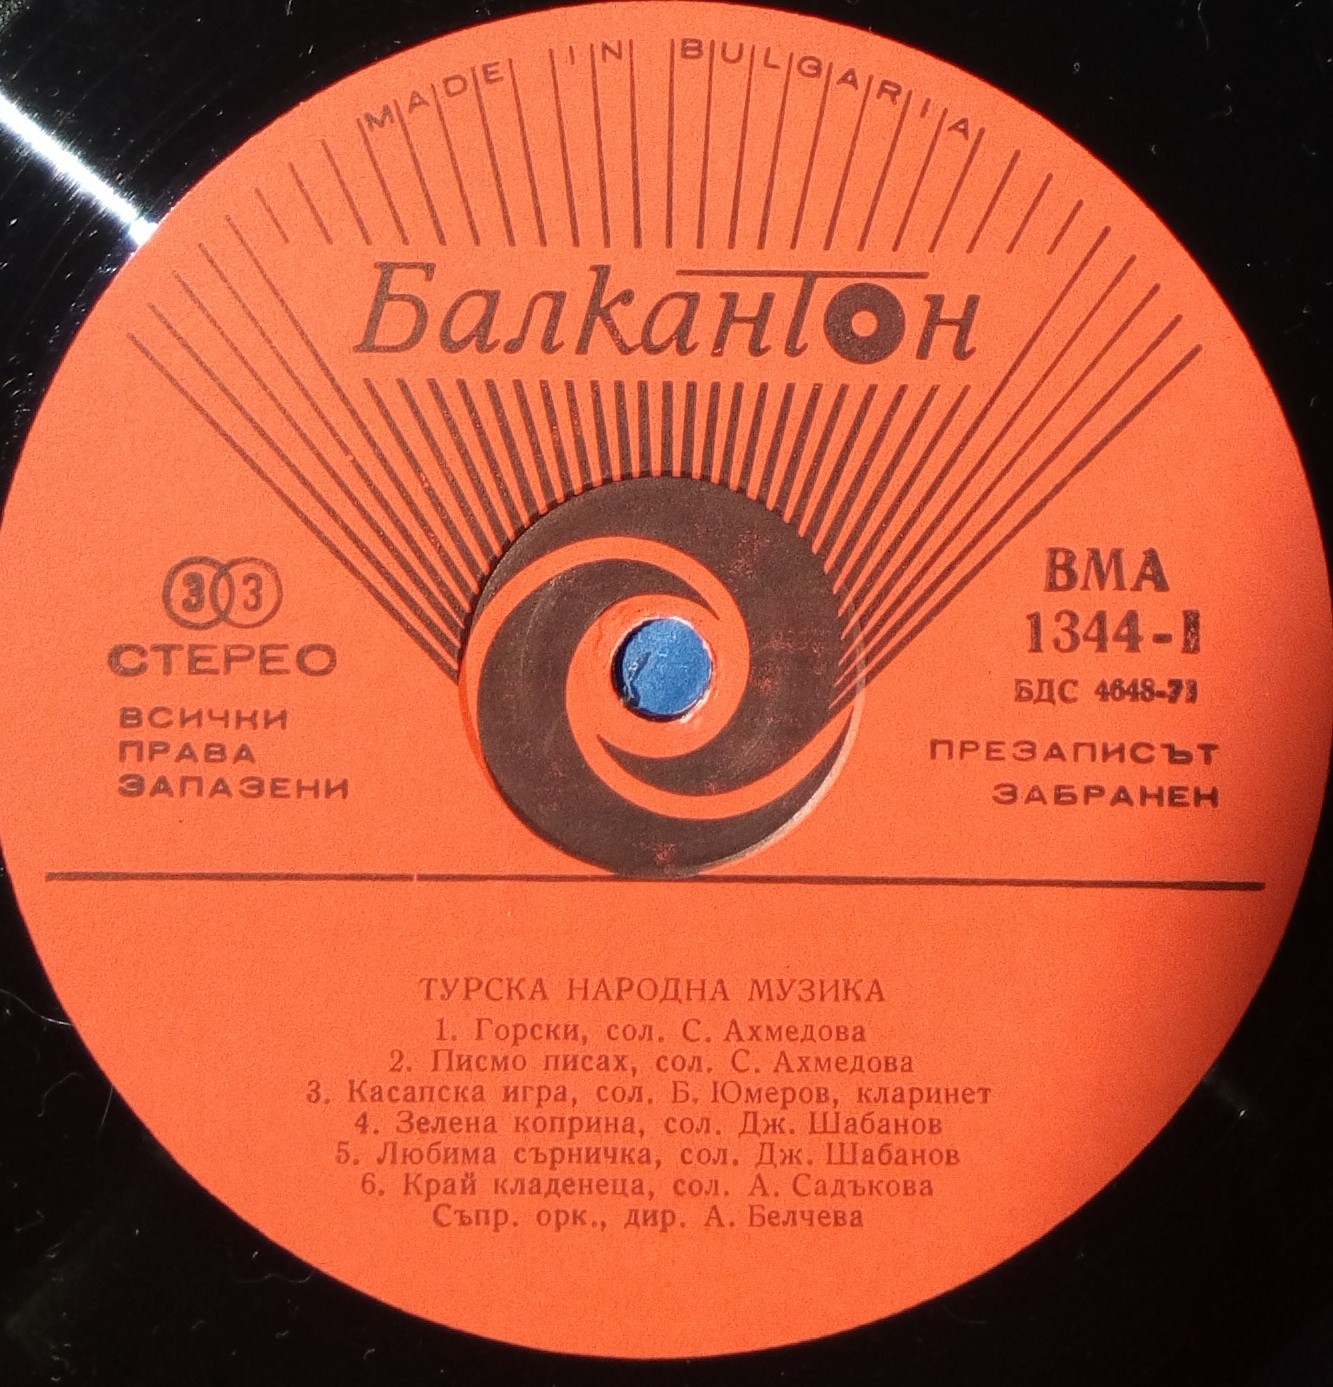 MADE IN BULGARIA
Балкантон
33
СТЕРЕО
ВСИЧКИ
ПРАВА
ЗАПАЗЕНИ
ВМА
1344-I
БДС 4648-73
ПРЕЗАПИСЪТ
ЗАБРАНЕН
ТУРСКА НАРОДНА МУЗИКА
1. Горски, сол. С. Ахмедова
2. Писмо писах, сол. С. Ахмедова
3. Касапска игра, сол. Б. Юмеров, кларинет
4. Зелена коприна, сол. Дж. Шабанов
5. Любима сърничка, сол. Дж. Шабанов
6. Край кладенеца, сол. А. Садъкова
Съпр. орк., дир. А. Белчева